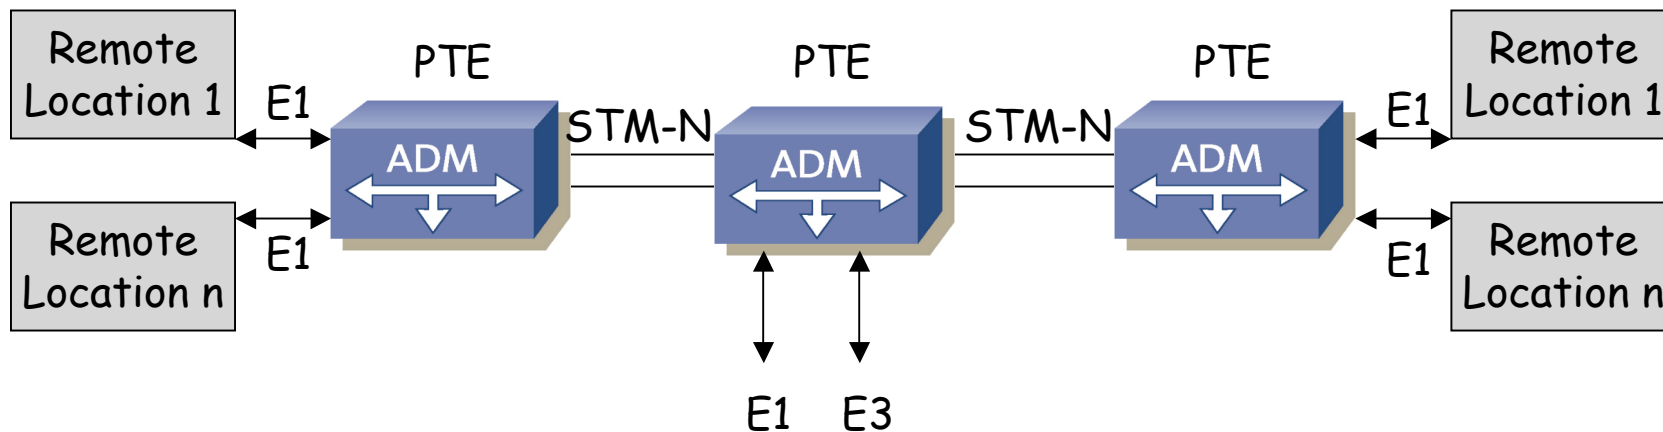 Remote
Location 1
E1
PTE
ADM
STM-N
PTE
ADM
STM-N
PTE
ADM
E1
Remote
Location 1
Remote
Location n
E1
E1
Remote
Location n
E1
E3